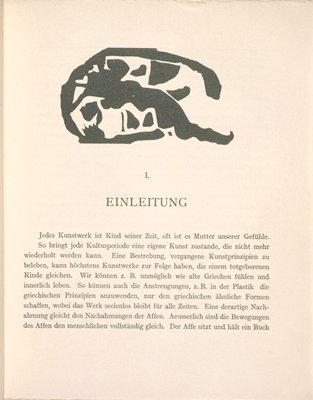 I.
EINLEITUNG
Jedes Kunstwerk ist Kind seiner Zeit, oft ist es Mutter unserer Gefühle.
So bringt jede Kulturperiode eine eigene Kunst zustande, die nicht mehr
wiederholt werden kann. Eine Bestrebung, vergangene Kunstprinzipien zu
beleben, kann höchstens Kunstwerke zur Folge haben, die einem totgeborenen
Kinde gleichen. Wir können z. B. unmöglich wie alte Griechen fühlen und
innerlich leben. So können auch die Anstrengungen, z. B. in der Plastik die
griechischen Prinzipien anzuwenden, nur den griechischen ähnliche Formen
schaffen, wobei das Werk seelenlos bleibt für alle Zeiten. Eine derartige Nach-
ahmung gleicht den Nachahmungen der Affen. Aeusserlich sind die Bewegungen
des Affen den menschlichen vollständig gleich. Der Affe sitzt und hält ein Buch